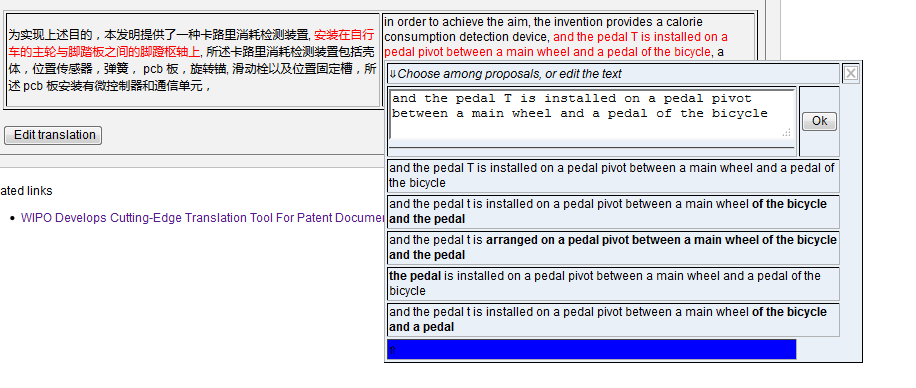 为实现上述目的，本发明提供了一种卡路里消耗检测装置, 安装在自行
车的主轮与脚踏板之间的脚蹬枢轴上, 所述卡路里消耗检测装置包括壳
体，位置传感器，弹簧， pcb 板，旋转锚, 滑动栓以及位置固定槽，所
述 pcb 板安装有微控制器和通信单元，
in order to achieve the aim, the invention provides a calorie
consumption detection device, and the pedal T is installed on a
pedal pivot between a main wheel and a pedal of the bicycle, a
⇓Choose among proposals, or edit the text
and the pedal T is installed on a pedal pivot
between a main wheel and a pedal of the bicycle
Ok
and the pedal T is installed on a pedal pivot between a main wheel and a pedal of
the bicycle
and the pedal t is installed on a pedal pivot between a main wheel of the bicycle
and the pedal
and the pedal t is arranged on a pedal pivot between a main wheel of the bicycle
and the pedal
the pedal is installed on a pedal pivot between a main wheel and a pedal of the
bicycle
and the pedal t is installed on a pedal pivot between a main wheel of the bicycle
and a pedal
Edit translation
ated links
WIPO Develops Cutting-Edge Translation Tool For Patent Documen